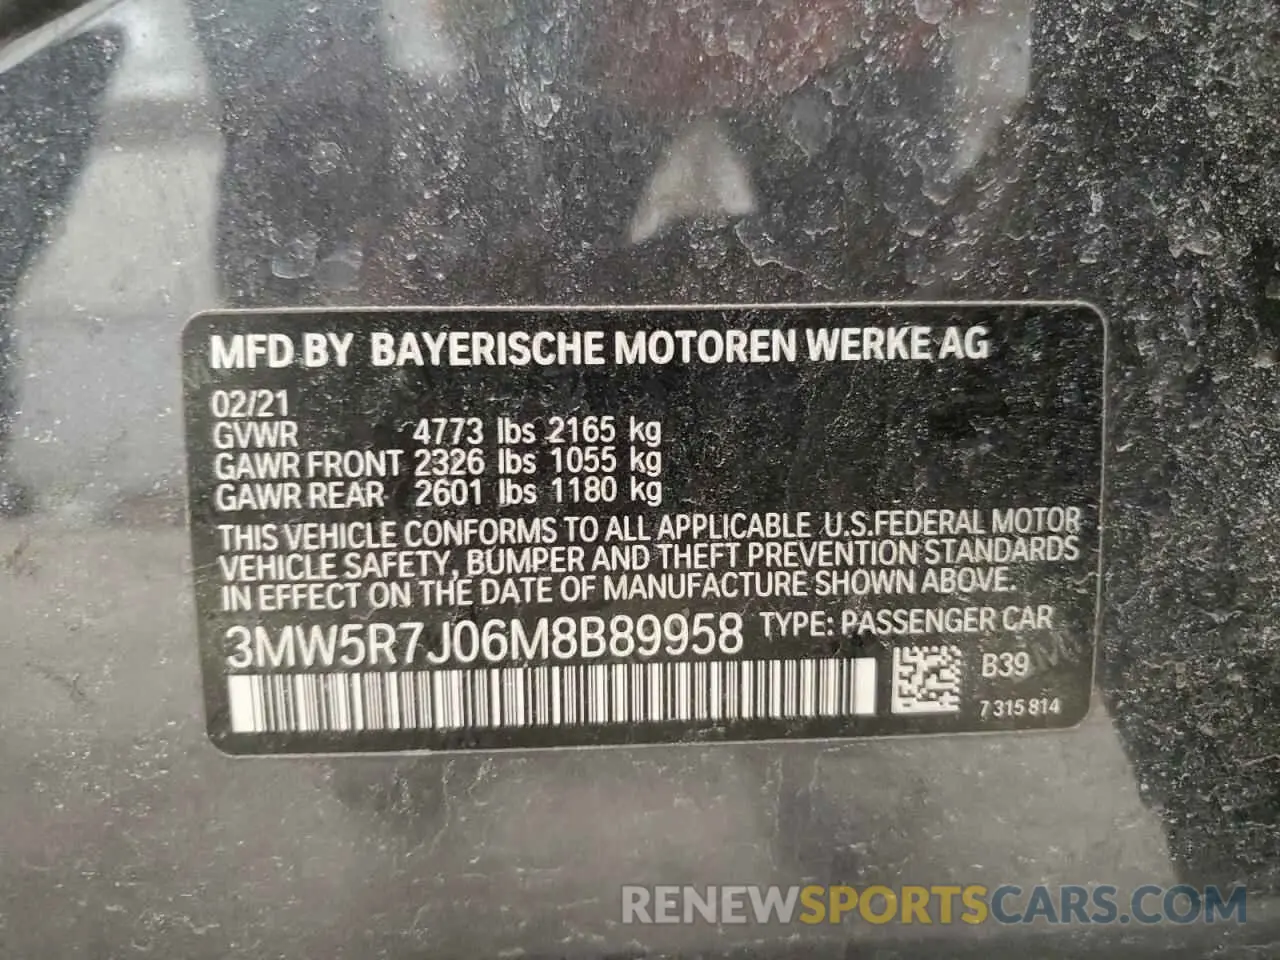 MFD BY BAYERISCHE MOTOREN WERKE AG
02/21
GVWR 4773 lbs 2165 kg
GAWR FRONT 2326 lbs 1055 kg
GAWR REAR 2601 lbs 1180 kg
THIS VEHICLE CONFORMS TO ALL APPLICABLE U.S.FEDERAL MOTOR
VEHICLE SAFETY, BUMPER AND THEFT PREVENTION STANDARDS
IN EFFECT ON THE DATE OF MANUFACTURE SHOWN ABOVE.
3MW5R7J06M8B89958 TYPE: PASSENGER CAR
B39
7 315 814
RENEWSPORTSCARS.COM